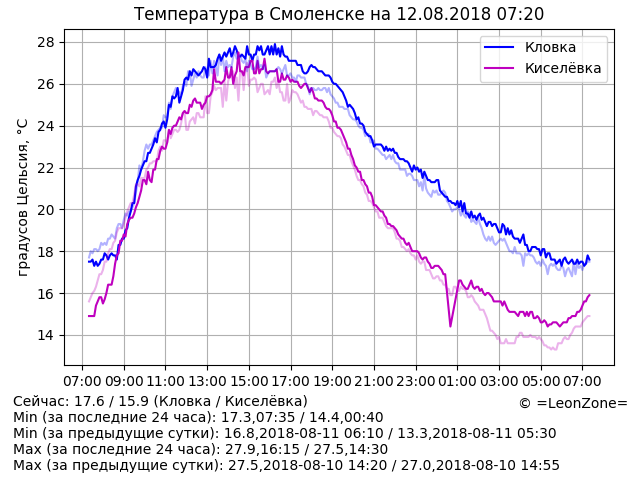 Температура в Смоленске на 12.08.2018 07:20
28
26
24
22
20
18
16
14
градусов Цельсия, °C
Кловка
Киселёвка
07:00 09:00 11:00 13:00 15:00 17:00 19:00 21:00 23:00 01:00 03:00 05:00 07:00
Сейчас: 17.6 / 15.9 (Кловка / Киселёвка)
© =LeonZone=
Min (за последние 24 часа): 17.3,07:35 / 14.4,00:40
Min (за предыдущие сутки): 16.8,2018-08-11 06:10 / 13.3,2018-08-11 05:30
Max (за последние 24 часа): 27.9,16:15 / 27.5,14:30
Max (за предыдущие сутки): 27.5,2018-08-10 14:20 / 27.0,2018-08-10 14:55